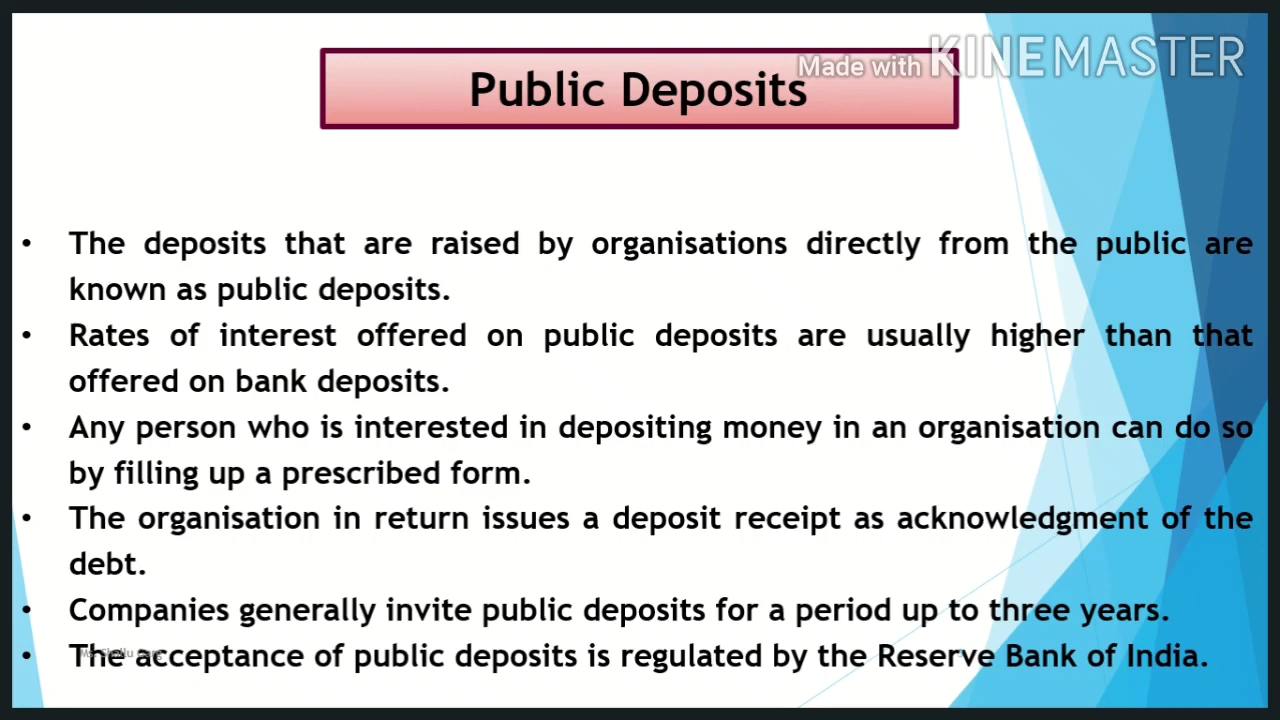 Made with KINEMASTER
Public Deposits
• The deposits that are raised by organisations directly from the public are
known as public deposits.
• Rates of interest offered on public deposits are usually higher than that
offered on bank deposits.
• Any person who is interested in depositing money in an organisation can do so
by filling up a prescribed form.
• The organisation in return issues a deposit receipt as acknowledgment of the
debt.
• Companies generally invite public deposits for a period up to three years.
• The acceptance of public deposits is regulated by the Reserve Bank of India.